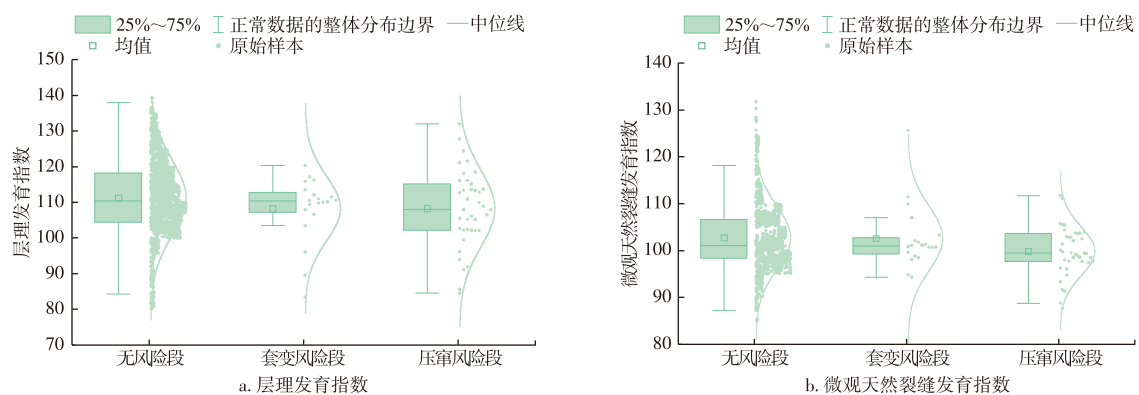 25%～75% 正常数据的整体分布边界 中位线
均值 原始样本
150
140
130
120
110
100
90
80
70
层理发育指数
无风险段 套变风险段 压窜风险段
a. 层理发育指数
25%～75% 正常数据的整体分布边界 中位线
均值 原始样本
140
130
120
110
100
90
80
微观天然裂缝发育指数
无风险段 套变风险段 压窜风险段
b. 微观天然裂缝发育指数